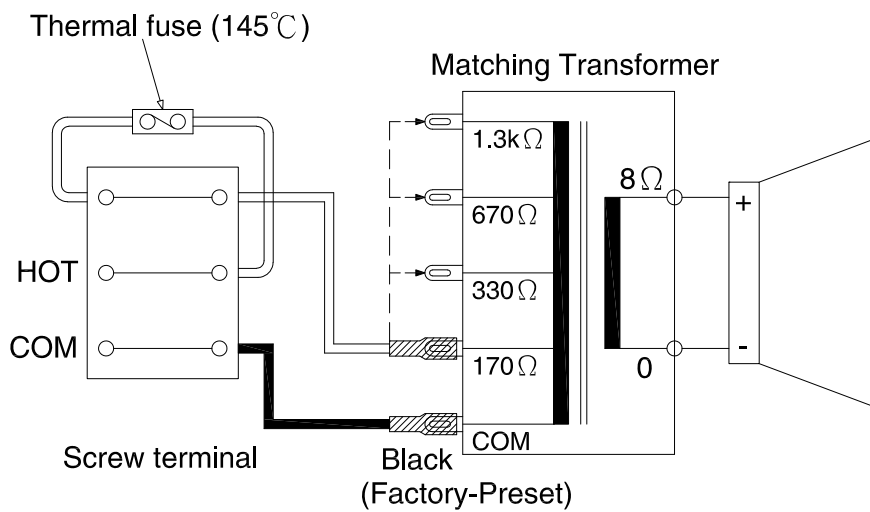 Thermal fuse (145℃)
Matching Transformer
1.3kΩ
8Ω
670Ω
+
HOT
330Ω
COM
170Ω
-
0
COM
Screw terminal
Black
(Factory-Preset)